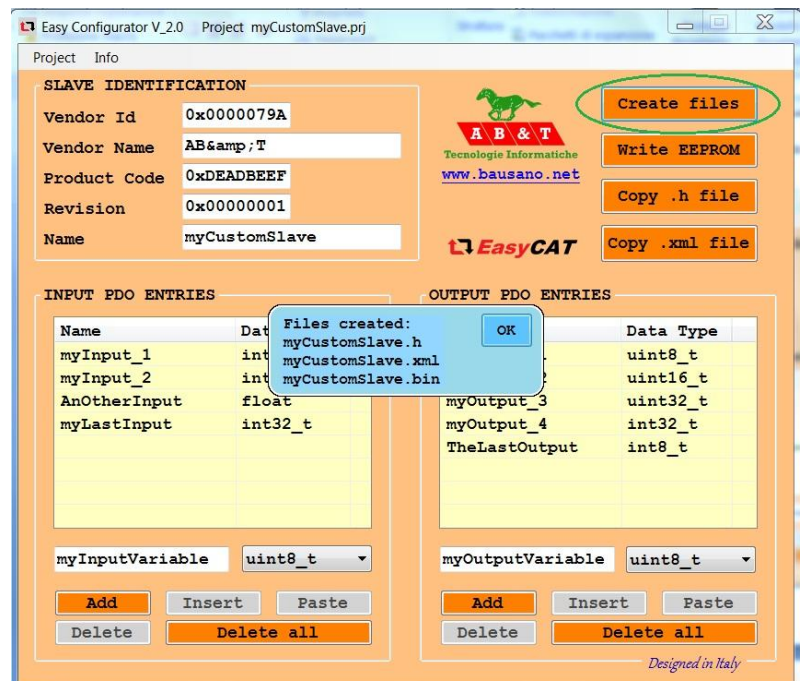 Easy Configurator V_2.0 Project myCustomSlave.prj
Project Info
SLAVE IDENTIFICATION
Vendor Id 0x0000079A
Vendor Name AB&amp;T
Product Code 0xDEADBEEF
Revision 0x00000001
Name myCustomSlave
A B & T
Tecnologie Informatiche
www.bausano.net
EasyCAT
Create files
Write EEPROM
Copy .h file
Copy .xml file
INPUT PDO ENTRIES
Name
myInput_1 int
myInput_2 int
AnOtherInput float
myLastInput int32_t
myInputVariable uint8_t
Add Insert Paste
Delete Delete all
Files created:
myCustomSlave.h
myCustomSlave.xml
myCustomSlave.bin
OK
OUTPUT PDO ENTRIES
Data Type
uint8_t
uint16_t
myOutput_3 uint32_t
myOutput_4 int32_t
TheLastOutput int8_t
myOutputVariable uint8_t
Add Insert Paste
Delete Delete all
Designed in Italy